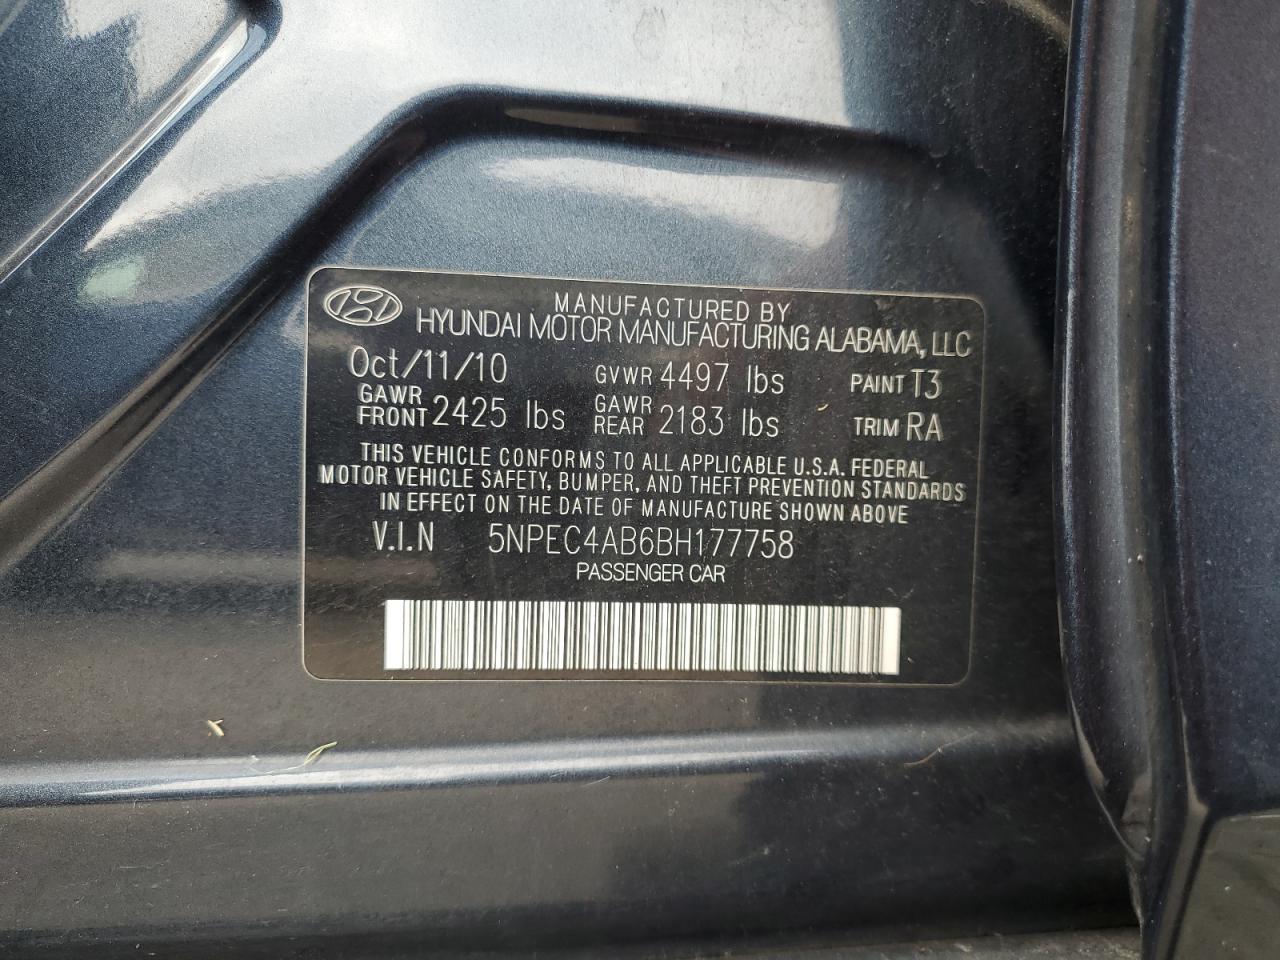 MANUFACTURED BY
HYUNDAI MOTOR MANUFACTURING ALABAMA, LLC
Oct/11/10 GVWR 4497 lbs PAINT T3
GAWR FRONT 2425 lbs GAWR REAR 2183 lbs TRIM RA
THIS VEHICLE CONFORMS TO ALL APPLICABLE U.S.A. FEDERAL
MOTOR VEHICLE SAFETY, BUMPER, AND THEFT PREVENTION STANDARDS
IN EFFECT ON THE DATE OF MANUFACTURE SHOWN ABOVE
V.I.N 5NPEC4AB6BH177758
PASSENGER CAR